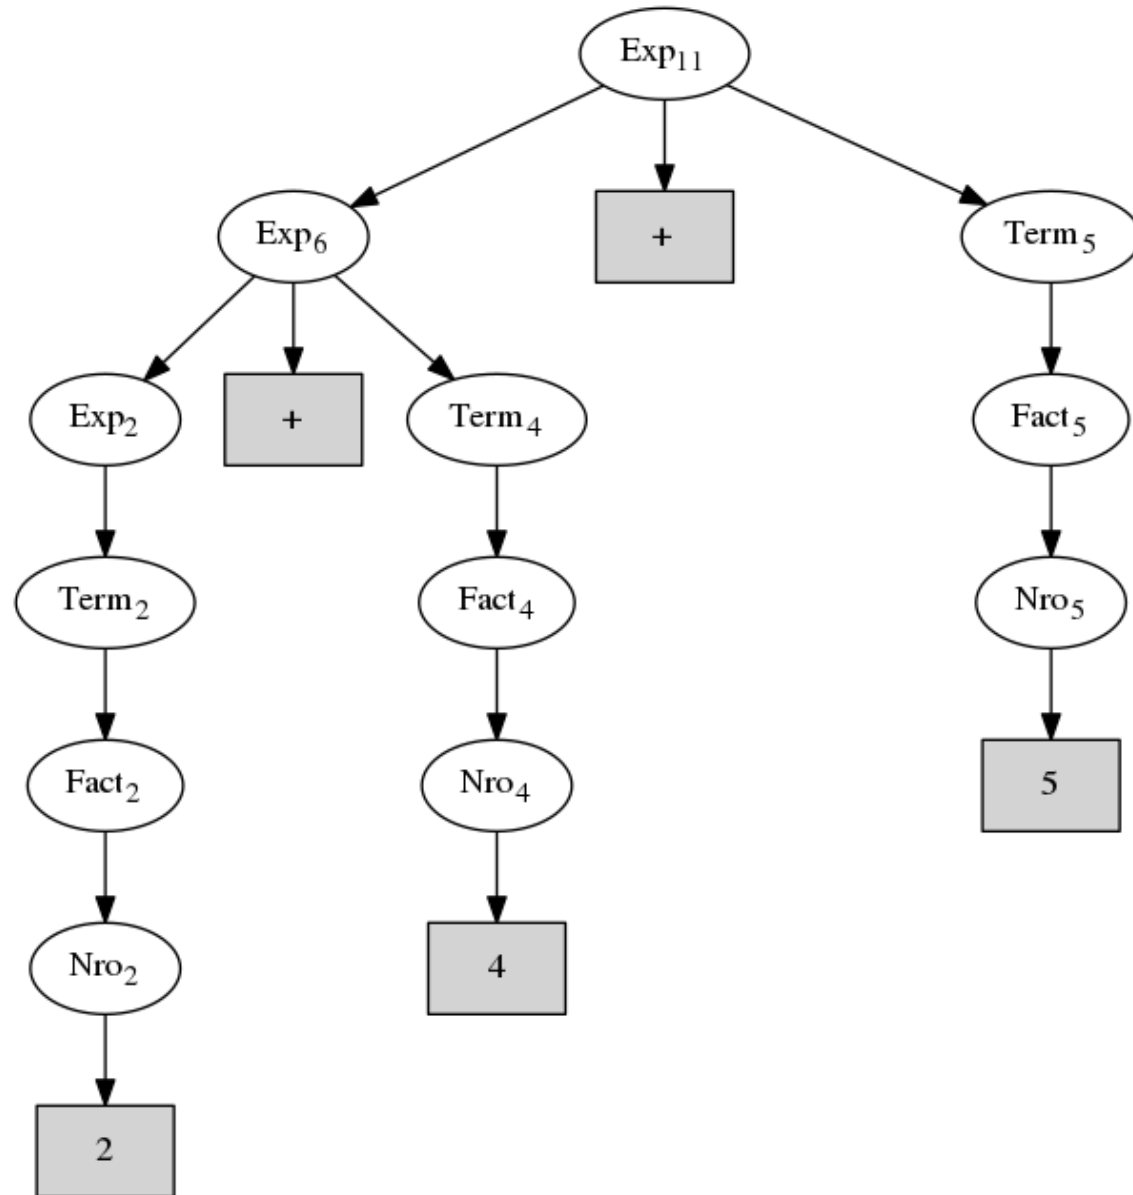 Exp11
Exp6 + Term5
Exp2 + Term4 Fact5
Term2 Fact4 Nro5
Fact2 Nro4 5
Nro2 4
2